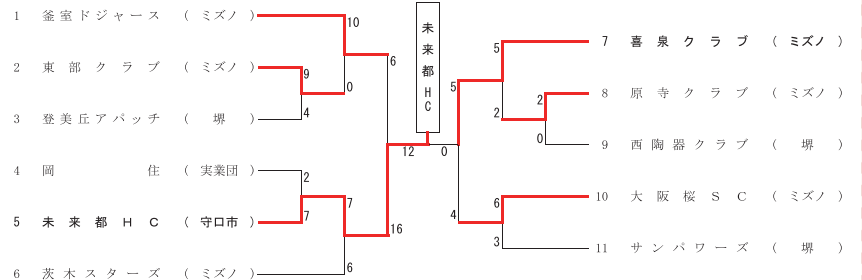 1 釜室ドジャース ( ミズノ )
2 東部クラブ ( ミズノ )
3 登美丘アパッチ ( 堺 )
4 岡住 ( 実業団 )
5 未来都HC ( 守口市 )
6 茨木スターズ ( ミズノ )
10
9
0
4
2
7
7
6
6
16
12
未来都HC
0
5
4
5
2
2
0
6
3
7 喜泉クラブ ( ミズノ )
8 原寺クラブ ( ミズノ )
9 西陶器クラブ ( 堺 )
10 大阪桜SC ( ミズノ )
11 サンパワーズ ( 堺 )